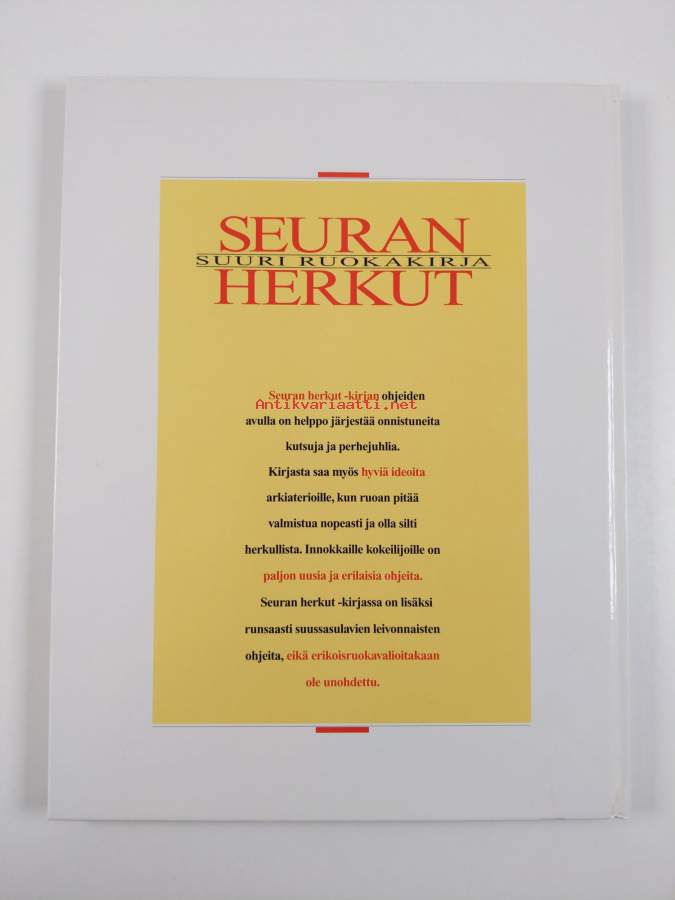 SEURAN
SUURI RUOKAKIRJA
HERKUT
Seuran herkut -kirjan ohjeiden
Antikvariaatti.net
avulla on helppo järjestää onnistuneita
kutsuja ja perhejuhlia.
Kirjasta saa myös hyviä ideoita
arkiaterioille, kun ruoan pitää
valmistua nopeasti ja olla silti
herkullista. Innokkaille kokeilijoille on
paljon uusia ja erilaisia ohjeita.
Seuran herkut -kirjassa on lisäksi
runsaasti suussasulavien leivonnaisten
ohjeita, eikä erikoisruokavalioitakaan
ole unohdettu.